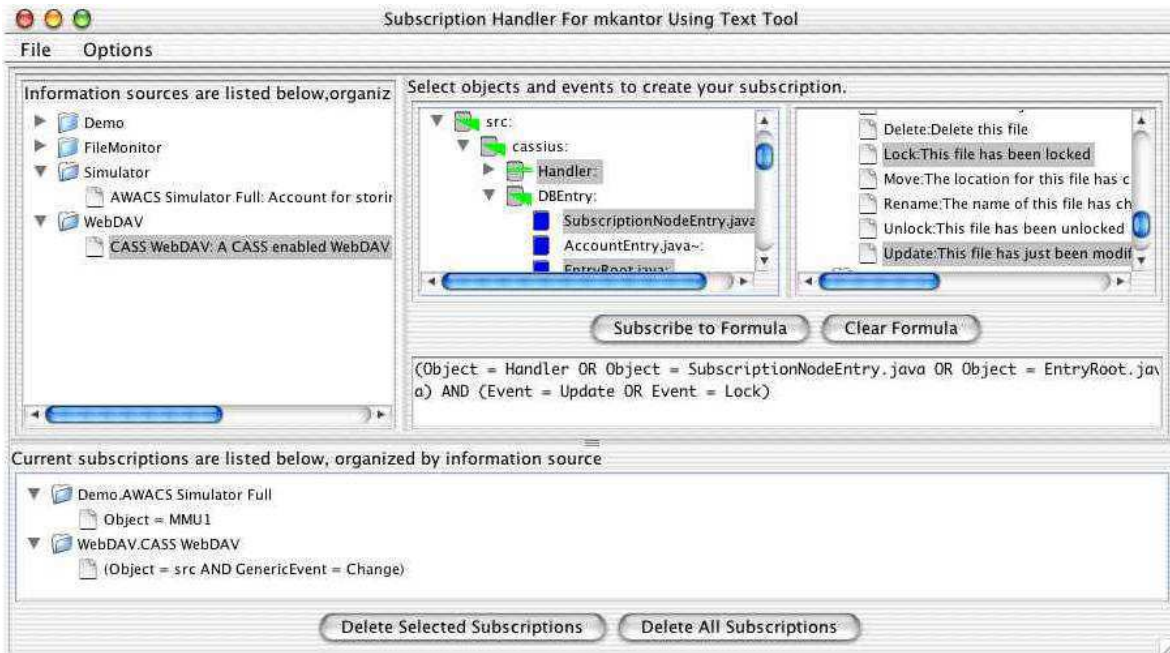 Subscription Handler For mkantor Using Text Tool
File Options
Information sources are listed below,organiz
Demo
FileMonitor
Simulator
AWACS Simulator Full: Account for storin
WebDAV
CASS WebDAV: A CASS enabled WebDAV
Select objects and events to create your subscription.
src:
cassius:
Handler:
DBEntry:
SubscriptionNodeEntry.java
AccountEntry.java~:
EntryRoot.java:
Delete:Delete this file
Lock:This file has been locked
Move:The location for this file has c
Rename:The name of this file has ch
Unlock:This file has been unlocked
Update:This file has just been modif
Subscribe to Formula Clear Formula
(Object = Handler OR Object = SubscriptionNodeEntry.java OR Object = EntryRoot.jav
a) AND (Event = Update OR Event = Lock)
Current subscriptions are listed below, organized by information source
Demo.AWACS Simulator Full
Object = MMU1
WebDAV.CASS WebDAV
(Object = src AND GenericEvent = Change)
Delete Selected Subscriptions Delete All Subscriptions